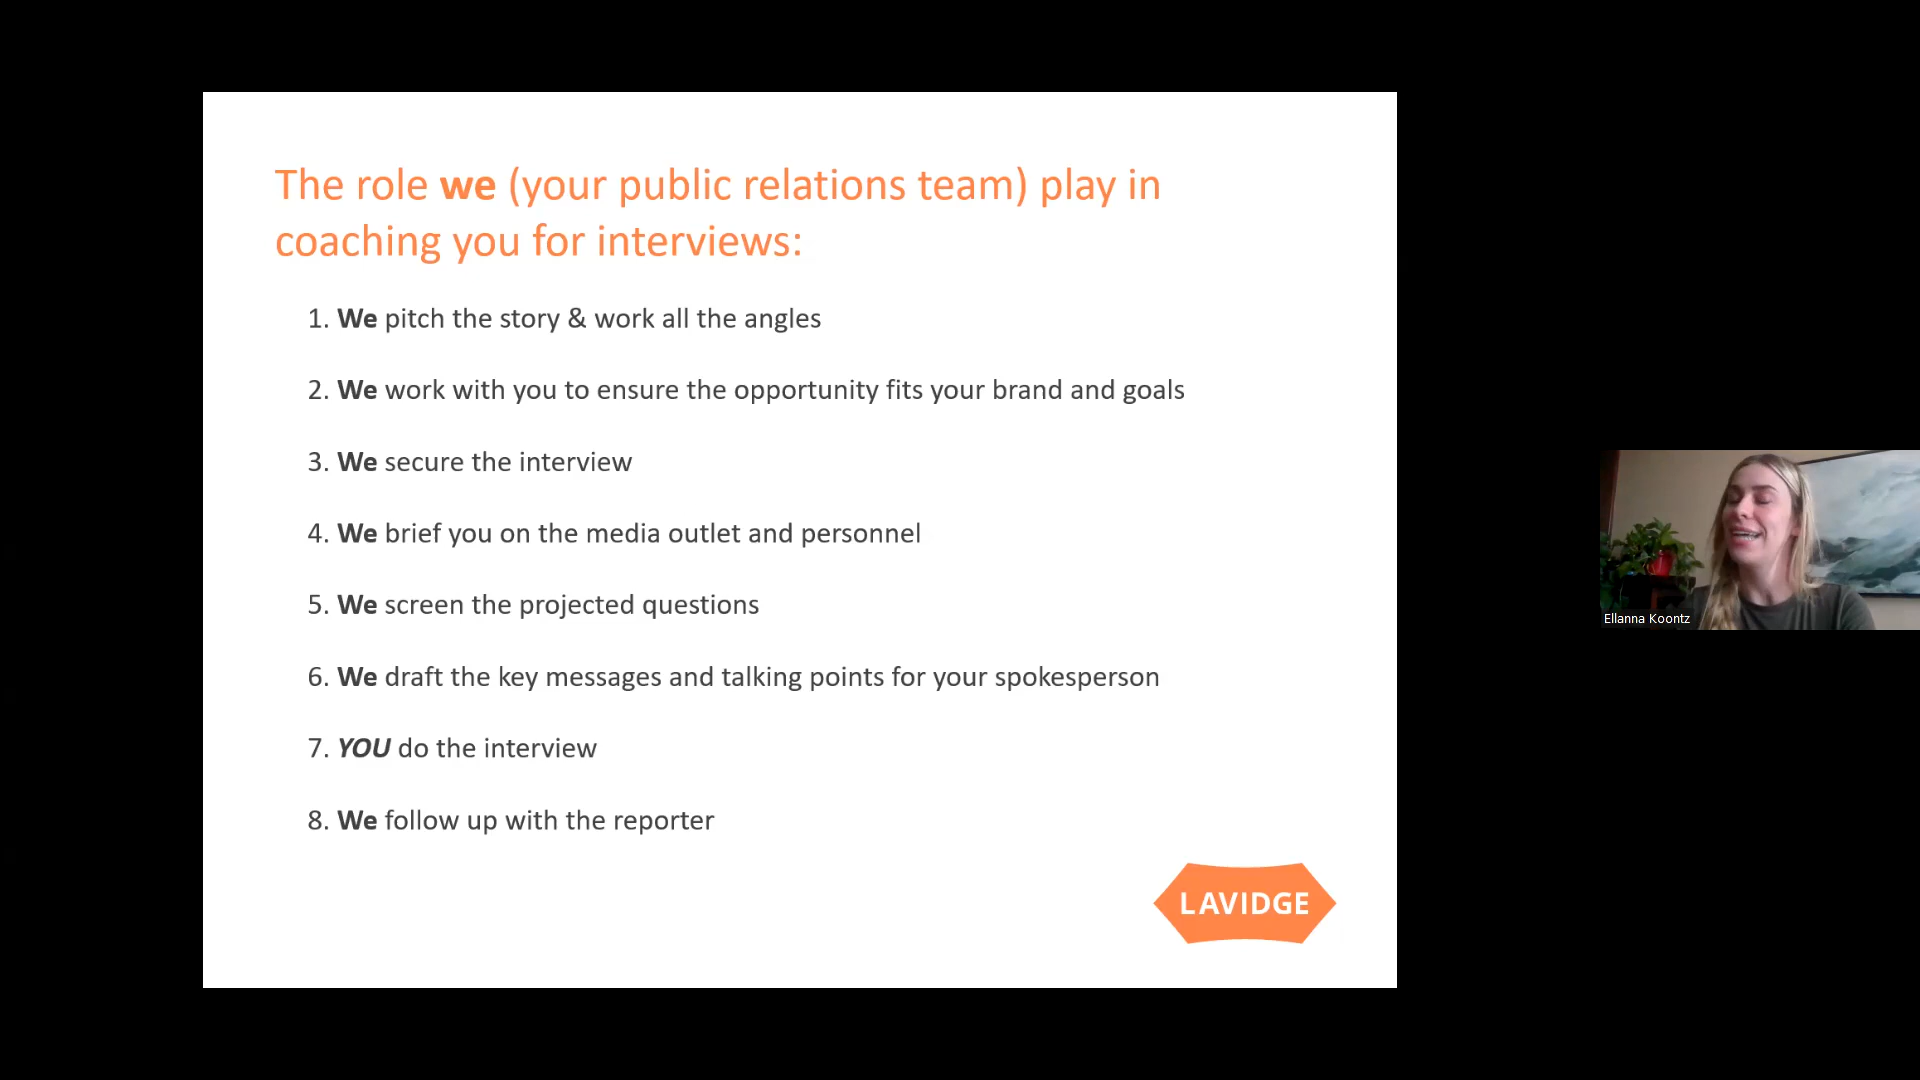 The role we (your public relations team) play in
coaching you for interviews:
1. We pitch the story & work all the angles
2. We work with you to ensure the opportunity fits your brand and goals
3. We secure the interview
4. We brief you on the media outlet and personnel
5. We screen the projected questions
6. We draft the key messages and talking points for your spokesperson
7. YOU do the interview
8. We follow up with the reporter
LAVIDGE
Ellanna Koontz